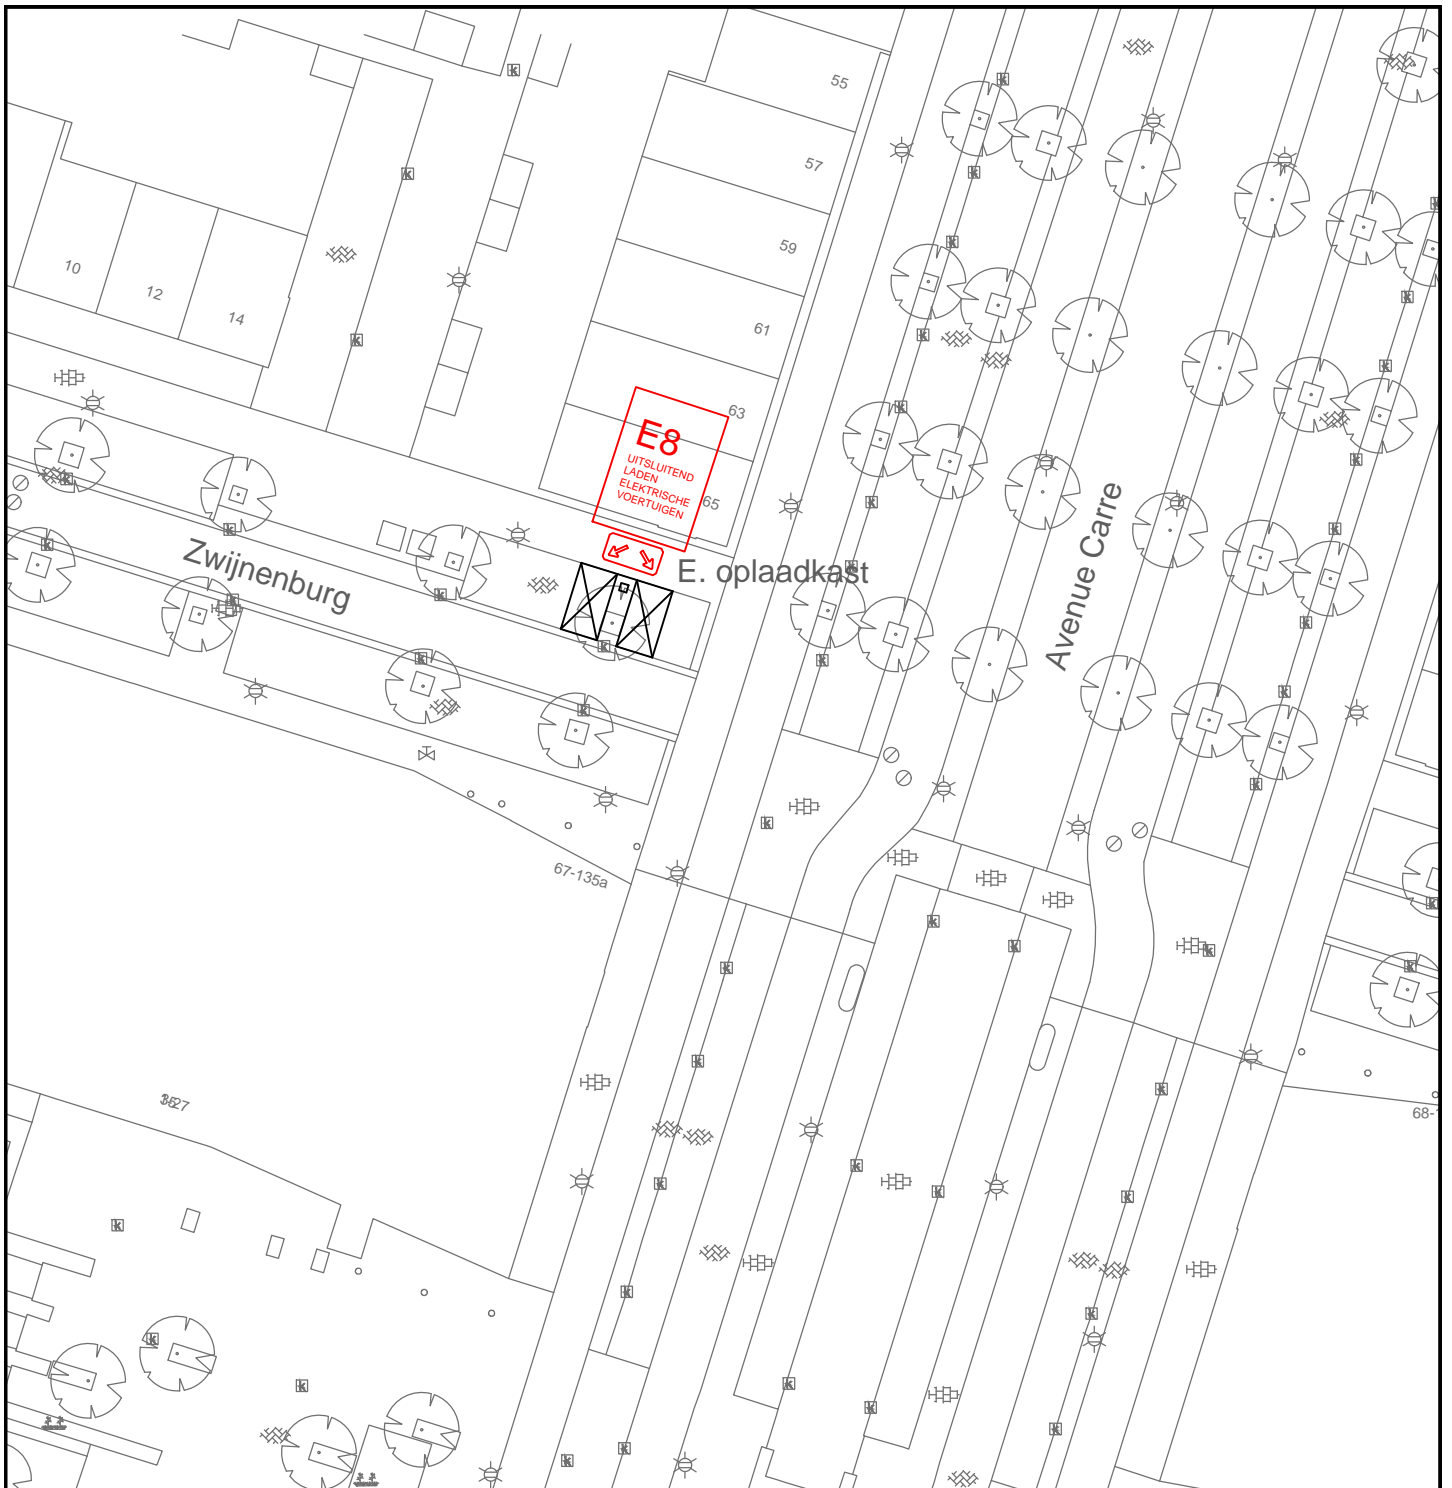 55
57
59
61
63
65
10
12
14
E8
UITSLUITEND
LADEN
ELEKTRISCHE
VOERTUIGEN
E. oplaadkast
Zwijnenburg
Avenue Carre
67-135a